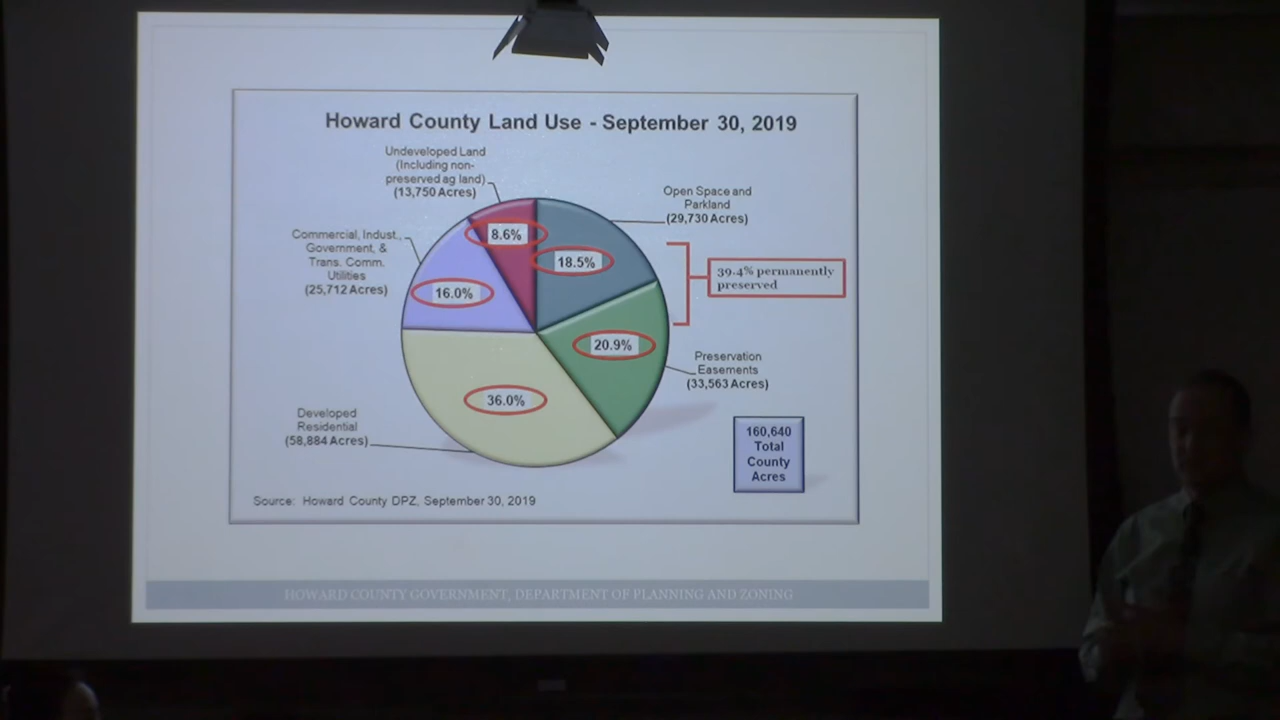 Howard County Land Use - September 30, 2019
Undeveloped Land
(Including non-
preserved ag land)
(13,750 Acres)
Open Space and
Parkland
(29,730 Acres)
Commercial, Indust.,
Government, &
Trans. Comm.
Utilities
(25,712 Acres)
8.6%
18.5%
39.4% permanently
preserved
16.0%
20.9%
Preservation
Easements
(33,563 Acres)
36.0%
Developed
Residential
(58,884 Acres)
160,640
Total
County
Acres
Source: Howard County DPZ, September 30, 2019
HOWARD COUNTY GOVERNMENT, DEPARTMENT OF PLANNING AND ZONING